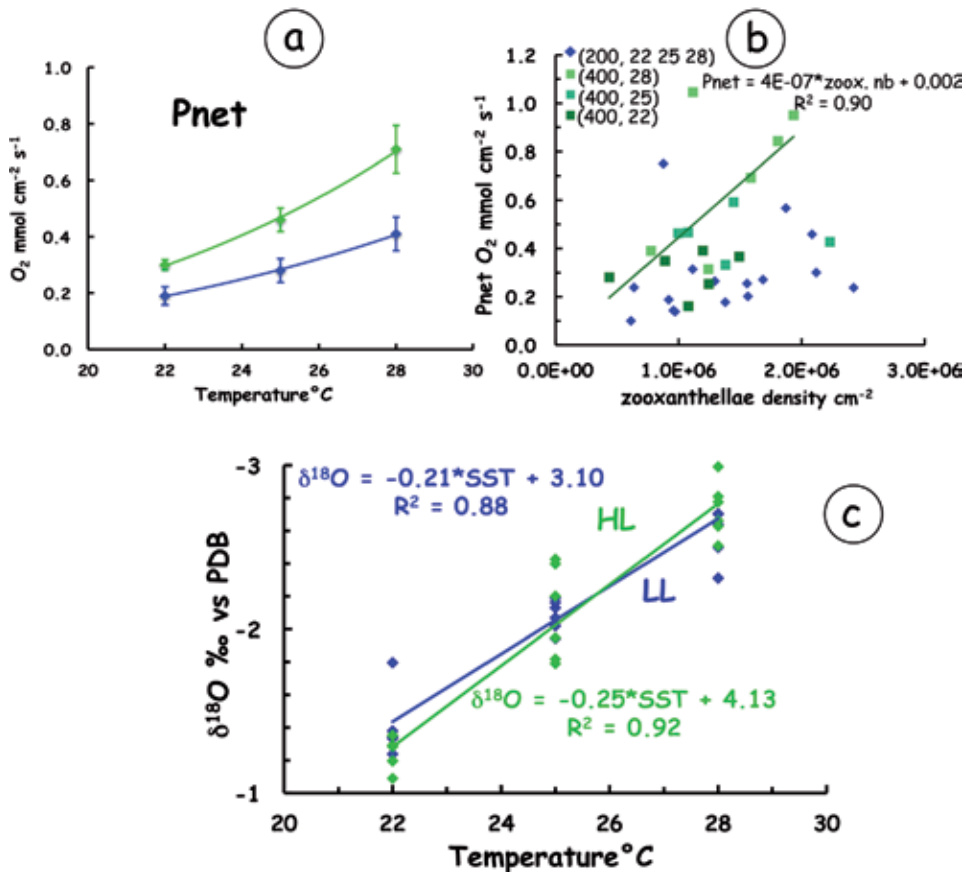 a
Pnet
O₂ mmol cm⁻² s⁻¹
1.0
0.8
0.6
0.4
0.2
0.0
20
22
24
26
28
30
Temperature°C
b
(200, 22 25 28)
(400, 28)
(400, 25)
(400, 22)
Pnet = 4E-07*zoox. nb + 0.002
R² = 0.90
Pnet O₂ mmol cm⁻² s⁻¹
1.2
1.0
0.8
0.6
0.4
0.2
0.0
0.0E+00
1.0E+06
2.0E+06
3.0E+06
zooxanthellae density cm⁻²
c
δ¹⁸O = -0.21*SST + 3.10
R² = 0.88
HL
LL
δ¹⁸O = -0.25*SST + 4.13
R² = 0.92
δ¹⁸O ‰ vs PDB
-3
-2
-1
20
22
24
26
28
30
Temperature°C